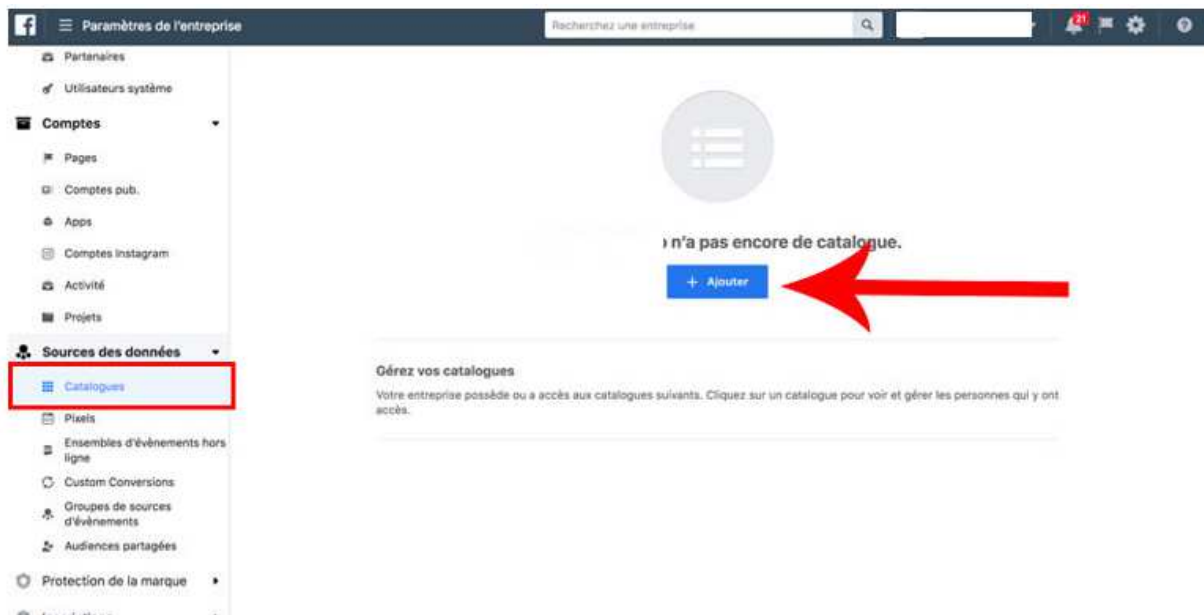 Paramètres de l'entreprise
Recherchez une entreprise
21
Partenaires
Utilisateurs système
Comptes
Pages
Comptes pub.
Apps
Comptes Instagram
Activité
Projets
Sources des données
Catalogues
Pixels
Ensembles d'évènements hors
ligne
Custom Conversions
Groupes de sources
d'évènements
Audiences partagées
Protection de la marque
n'a pas encore de catalogue.
+ Ajouter
Gérez vos catalogues
Votre entreprise possède ou a accès aux catalogues suivants. Cliquez sur un catalogue pour voir et gérer les personnes qui y ont
accès.